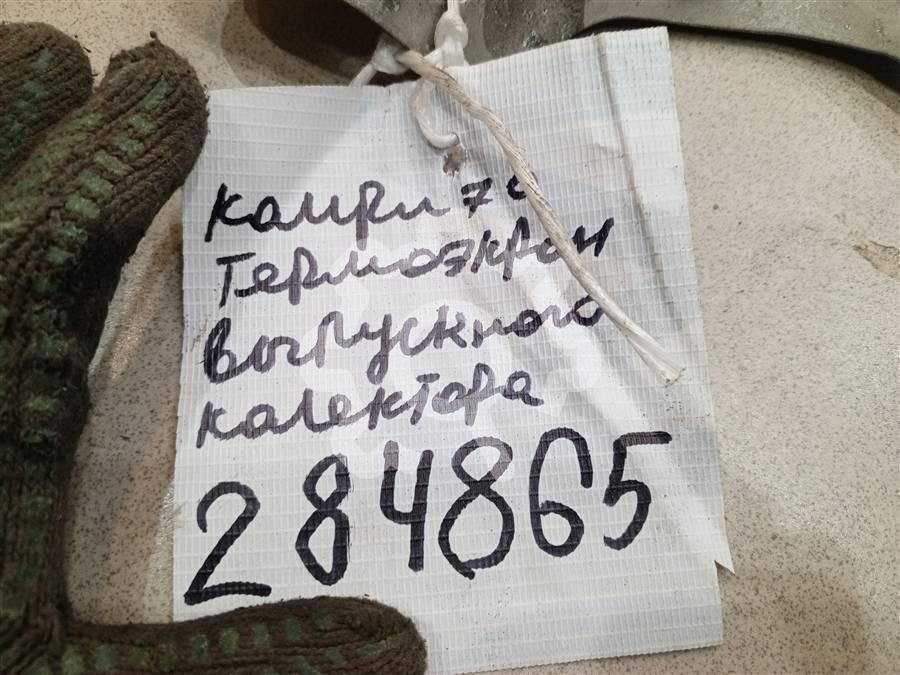 камри 70
термоэкран
выпускного
калектора
284865